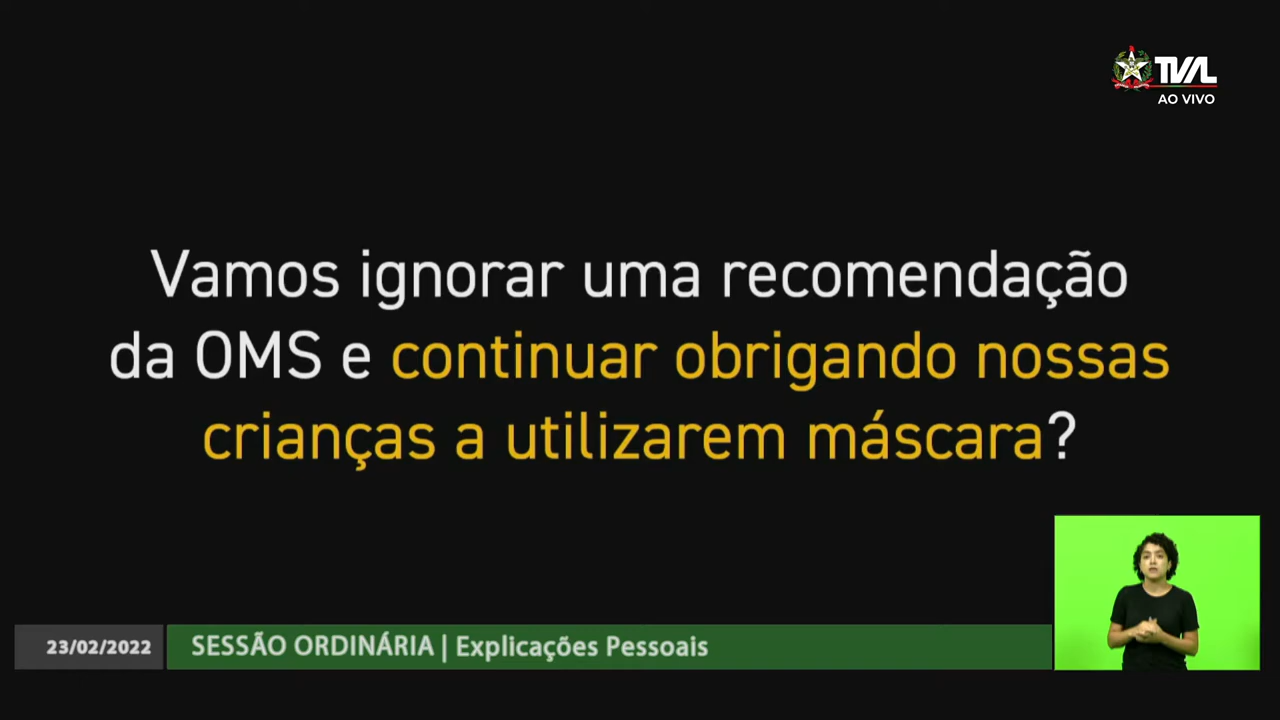 TVAL
AO VIVO
Vamos ignorar uma recomendação
da OMS e continuar obrigando nossas
crianças a utilizarem máscara?
23/02/2022
SESSÃO ORDINÁRIA | Explicações Pessoais